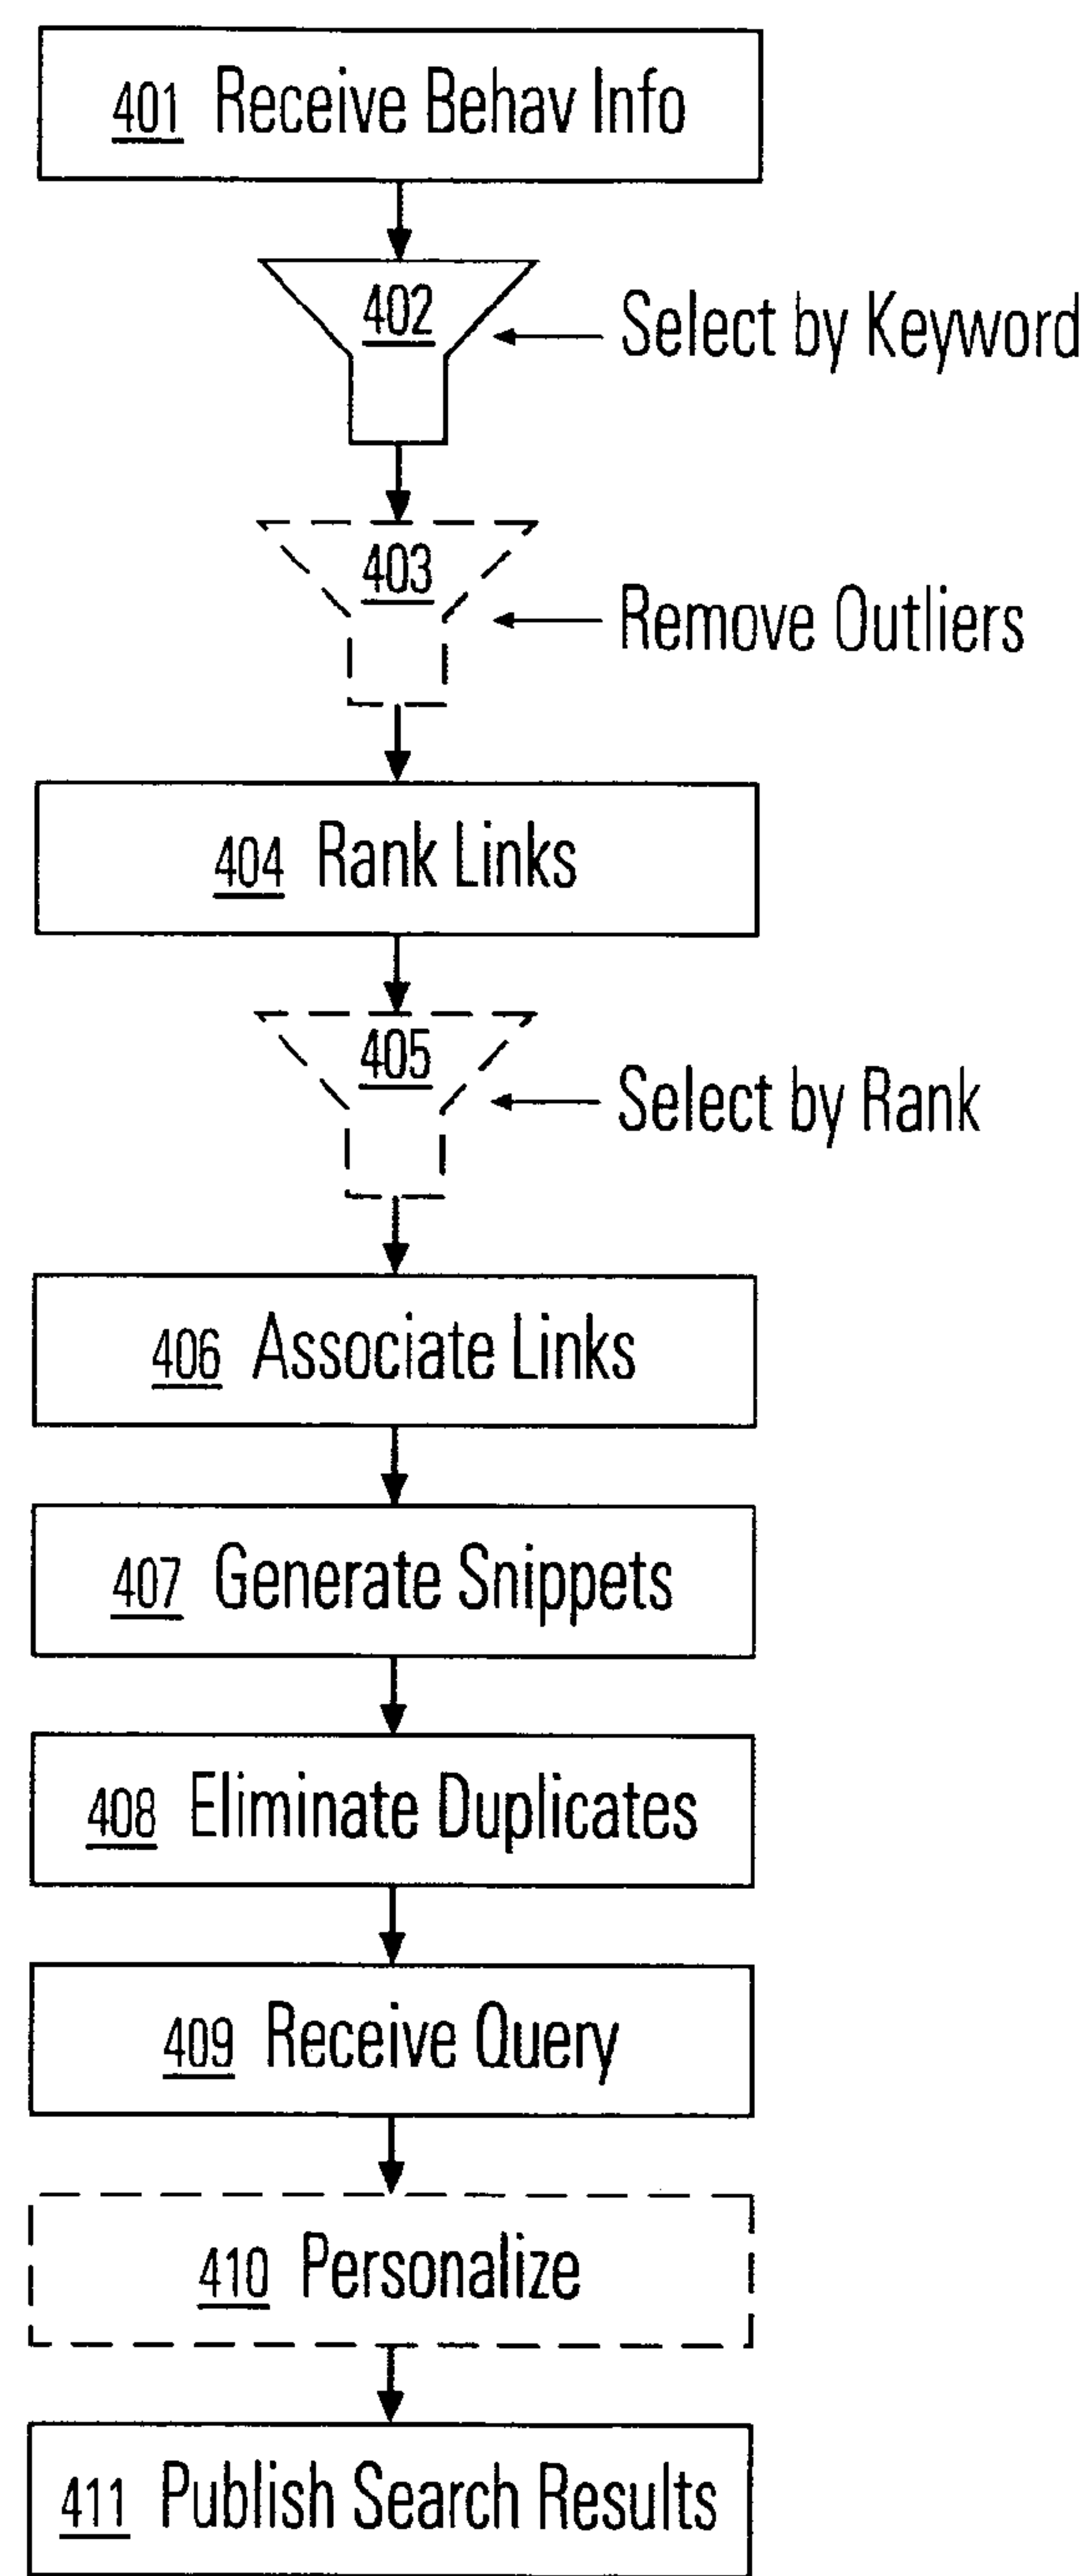 401 Receive Behav Info
402
Select by Keyword
403
Remove Outliers
404 Rank Links
405
Select by Rank
406 Associate Links
407 Generate Snippets
408 Eliminate Duplicates
409 Receive Query
410 Personalize
411 Publish Search Results